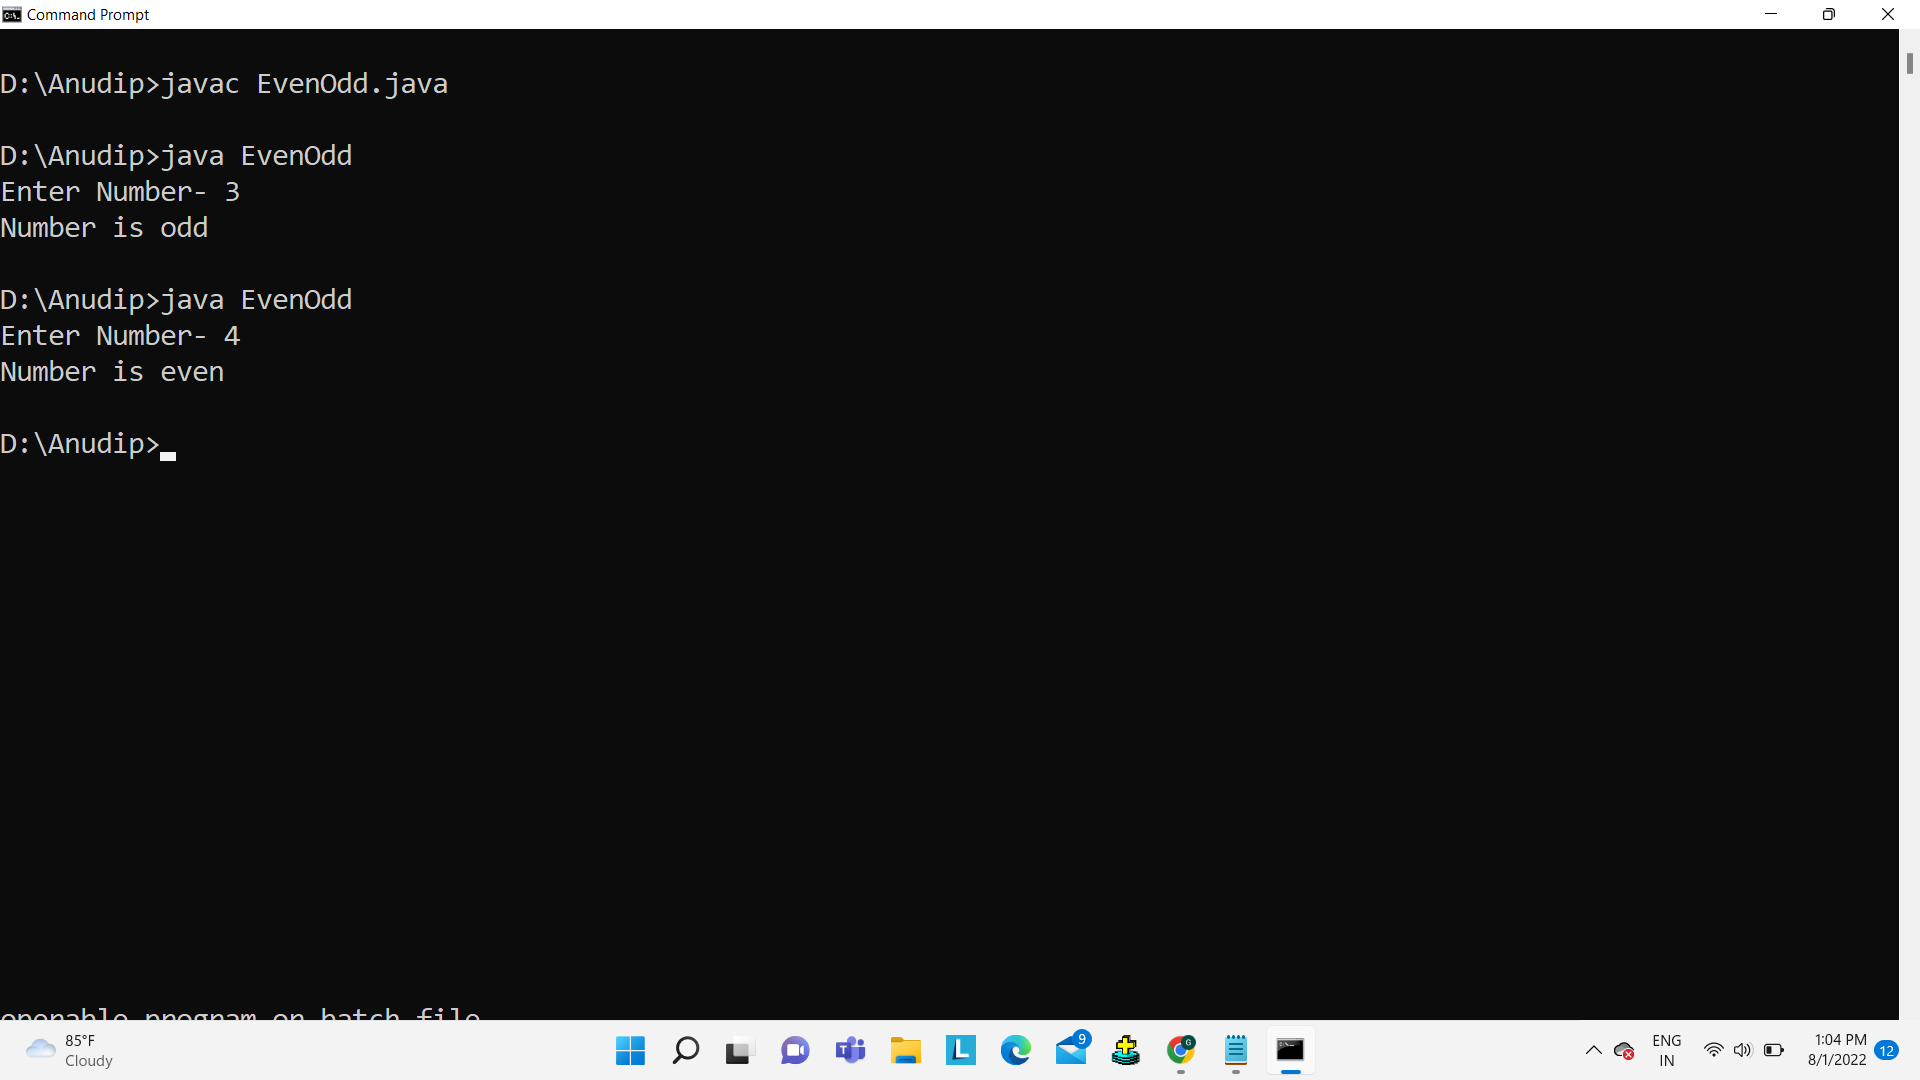 Command Prompt
D:\Anudip>javac EvenOdd.java
D:\Anudip>java EvenOdd
Enter Number- 3
Number is odd
D:\Anudip>java EvenOdd
Enter Number- 4
Number is even
D:\Anudip>
operable program or batch file
85°F
Cloudy
9
ENG
IN
1:04 PM
8/1/2022
12